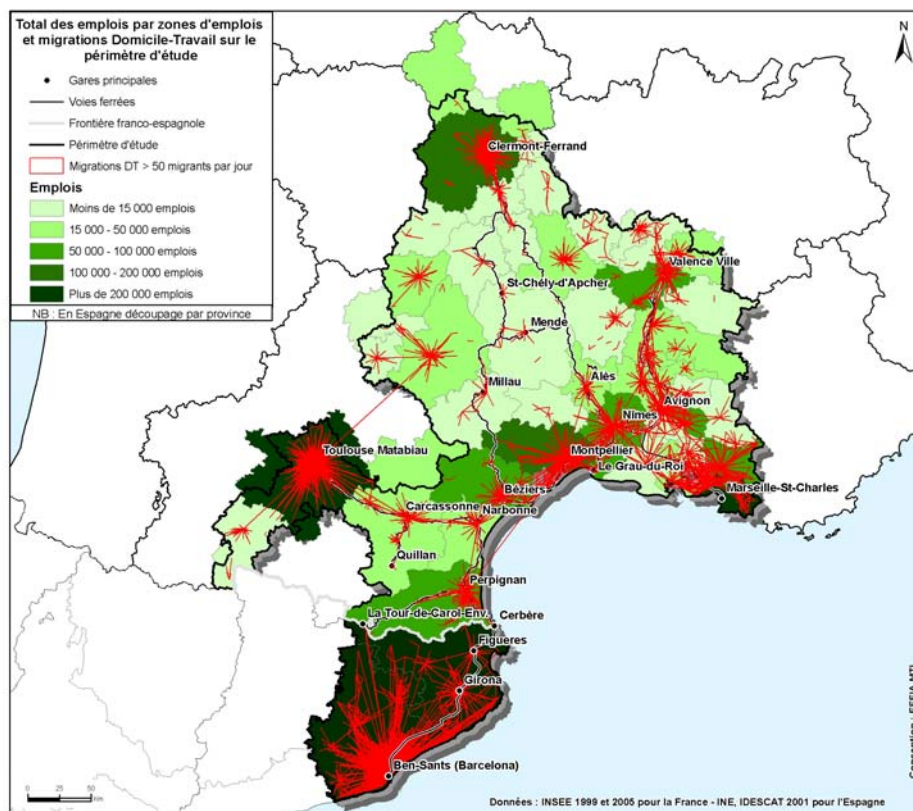 Total des emplois par zones d'emplois
et migrations Domicile-Travail sur le
périmètre d'étude
Gares principales
Voies ferrées
Frontière franco-espagnole
Périmètre d'étude
Migrations DT > 50 migrants par jour
Emplois
Moins de 15 000 emplois
15 000 - 50 000 emplois
50 000 - 100 000 emplois
100 000 - 200 000 emplois
Plus de 200 000 emplois
NB : En Espagne découpage par province
N
Clermont-Ferrand
Valence Ville
St-Chély-d'Apcher
Mende
Alès
Millau
Avignon
Nîmes
Toulouse Matabiau
Montpellier
Le Grau-du-Roi
Marseille-St-Charles
Béziers
Carcassonne
Narbonne
Quillan
Perpignan
La Tour-de-Carol-Env.
Cerbère
Figueres
Girona
Ben-Sants (Barcelona)
0 25 50
Données : INSEE 1999 et 2005 pour la France - INE, IDESCAT 2001 pour l'Espagne